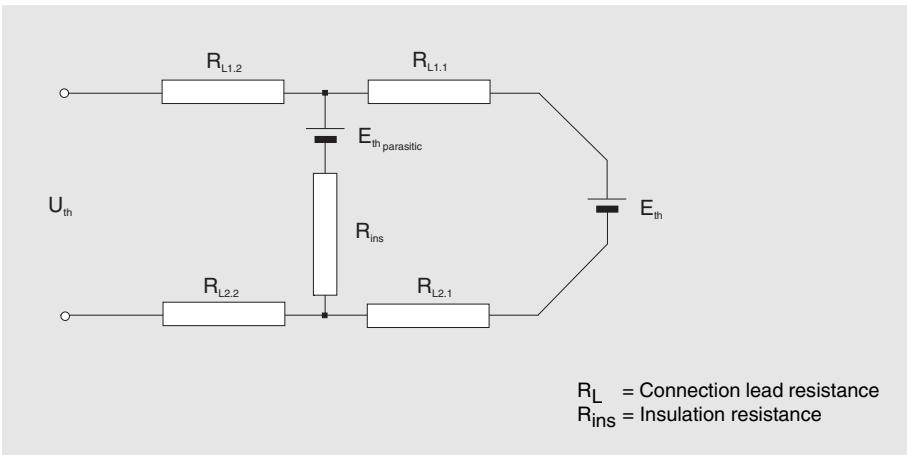 R_L1.2
R_L1.1
E_th parasitic
U_th
E_th
R_ins
R_L2.2
R_L2.1
R_L = Connection lead resistance
R_ins = Insulation resistance